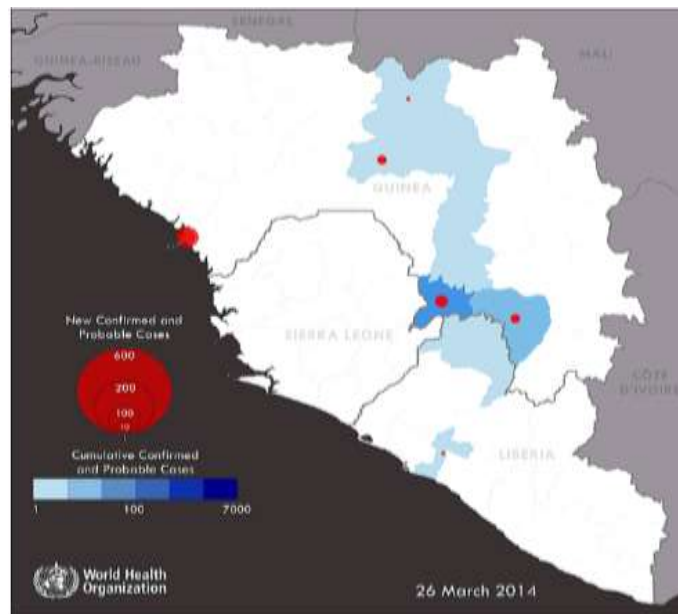 SENEGAL
MALI
GUINEA-BISSAU
GUINEA
SIERRA LEONE
New Confirmed and
Probable Cases
600
200
100
10
1
CÔTE
D'IVOIRE
LIBERIA
Cumulative Confirmed
and Probable Cases
1 100 7000
World Health
Organization
26 March 2014